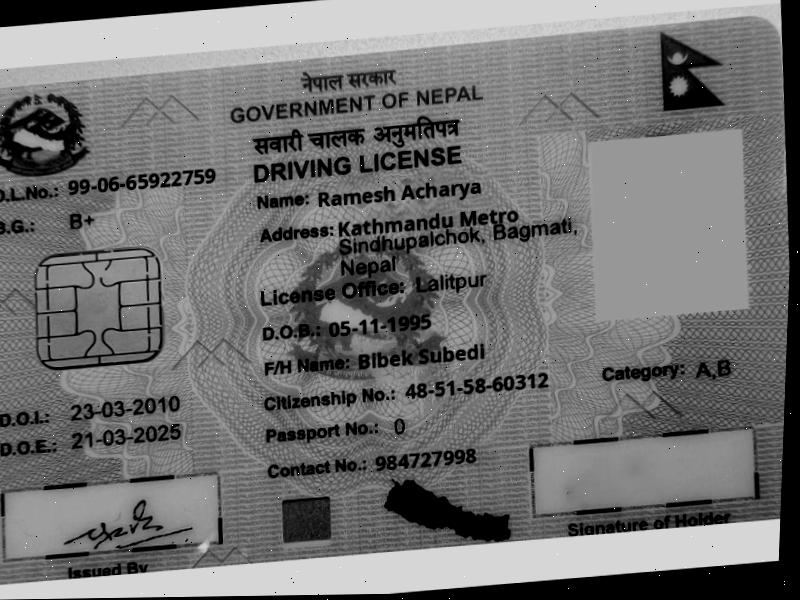 नेपाल सरकार
GOVERNMENT OF NEPAL
सवारी चालक अनुमतिपत्र
DRIVING LICENSE
D.L.No.: 99-06-65922759
B.G.: B+
Name: Ramesh Acharya
Address: Kathmandu Metro
Sindhupalchok, Bagmati,
Nepal
License Office: Lalitpur
D.O.B.: 05-11-1995
F/H Name: Bibek Subedi
Citizenship No.: 48-51-58-60312
Category: A,B
D.O.I.: 23-03-2010
Passport No.: 0
D.O.E.: 21-03-2025
Contact No.: 984727998
Issued By
Signature of Holder